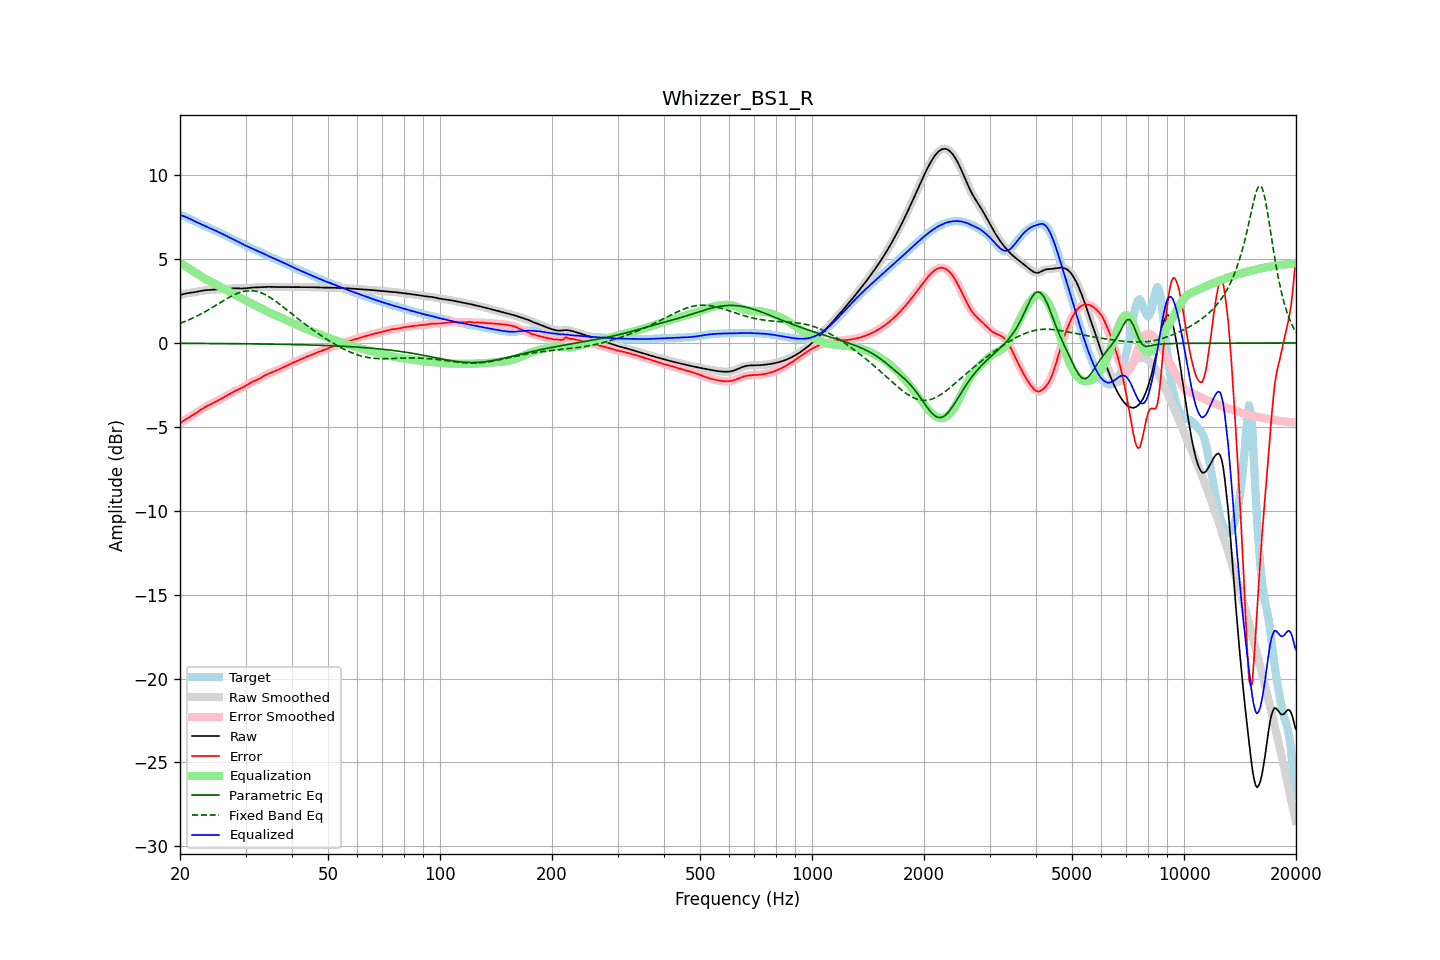 Whizzer_BS1_R
Amplitude (dBr)
10
5
0
−5
−10
−15
−20
−25
−30
Target
Raw Smoothed
Error Smoothed
Raw
Error
Equalization
Parametric Eq
Fixed Band Eq
Equalized
20
50
100
200
500
1000
2000
5000
10000
20000
Frequency (Hz)